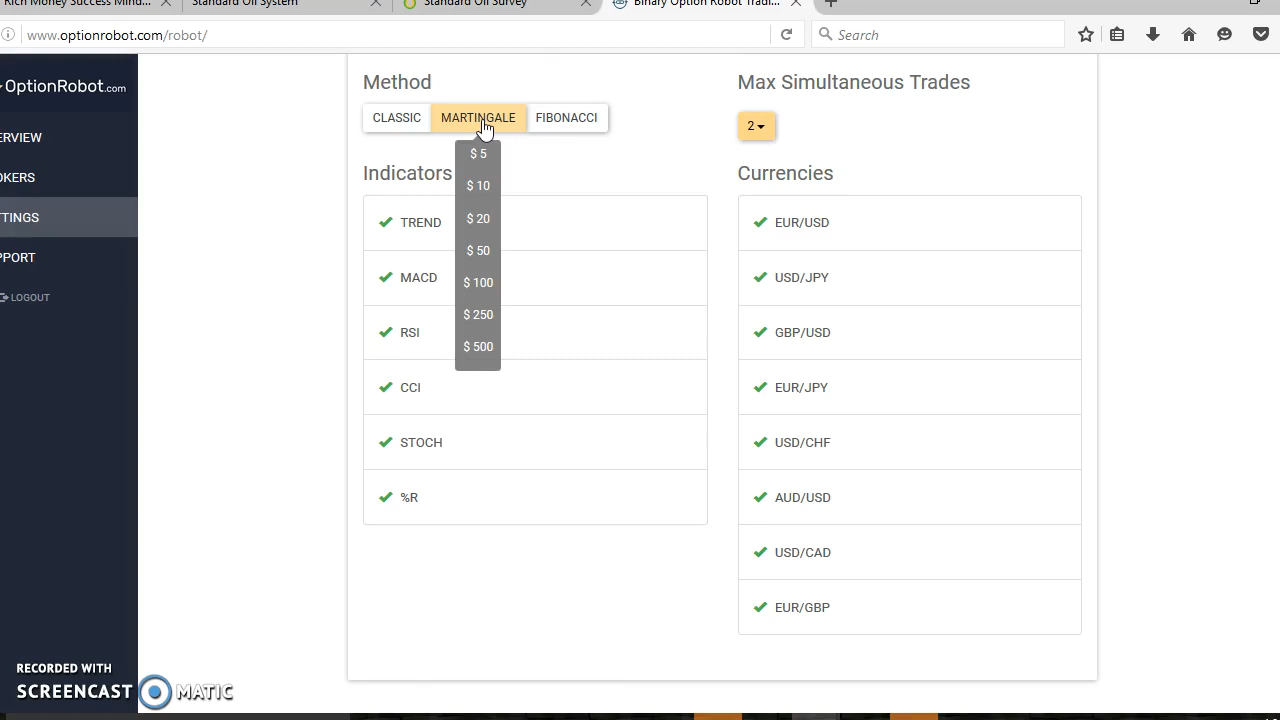 Rich Money Success Mind...
Standard Oil System
Standard Oil Survey
Binary Option Robot Tradi...
www.optionrobot.com/robot/
Search
OptionRobot.com
ERVIEW
OKERS
TTINGS
PPORT
LOGOUT
Method
CLASSIC
MARTINGALE
FIBONACCI
$ 5
$ 10
$ 20
$ 50
$ 100
$ 250
$ 500
Indicators
TREND
MACD
RSI
CCI
STOCH
%R
Max Simultaneous Trades
2
Currencies
EUR/USD
USD/JPY
GBP/USD
EUR/JPY
USD/CHF
AUD/USD
USD/CAD
EUR/GBP
RECORDED WITH
SCREENCAST MATIC